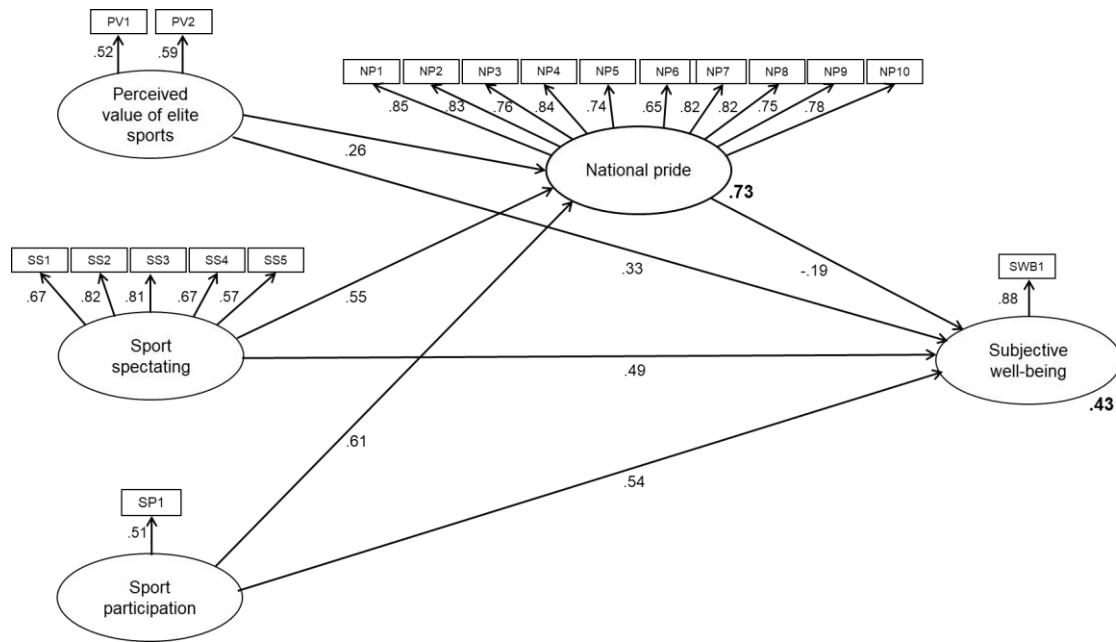 PV1 PV2
.52 .59
Perceived
value of elite
sports
NP1 NP2 NP3 NP4 NP5 NP6 NP7 NP8 NP9 NP10
.85 .83 .76 .84 .74 .65 .82 .82 .75 .78
National pride
.73
.26
SS1 SS2 SS3 SS4 SS5
.67 .82 .81 .67 .57
Sport
spectating
.55
.33
-.19
SWB1
.88
Subjective
well-being
.43
.49
.61
.54
SP1
.51
Sport
participation